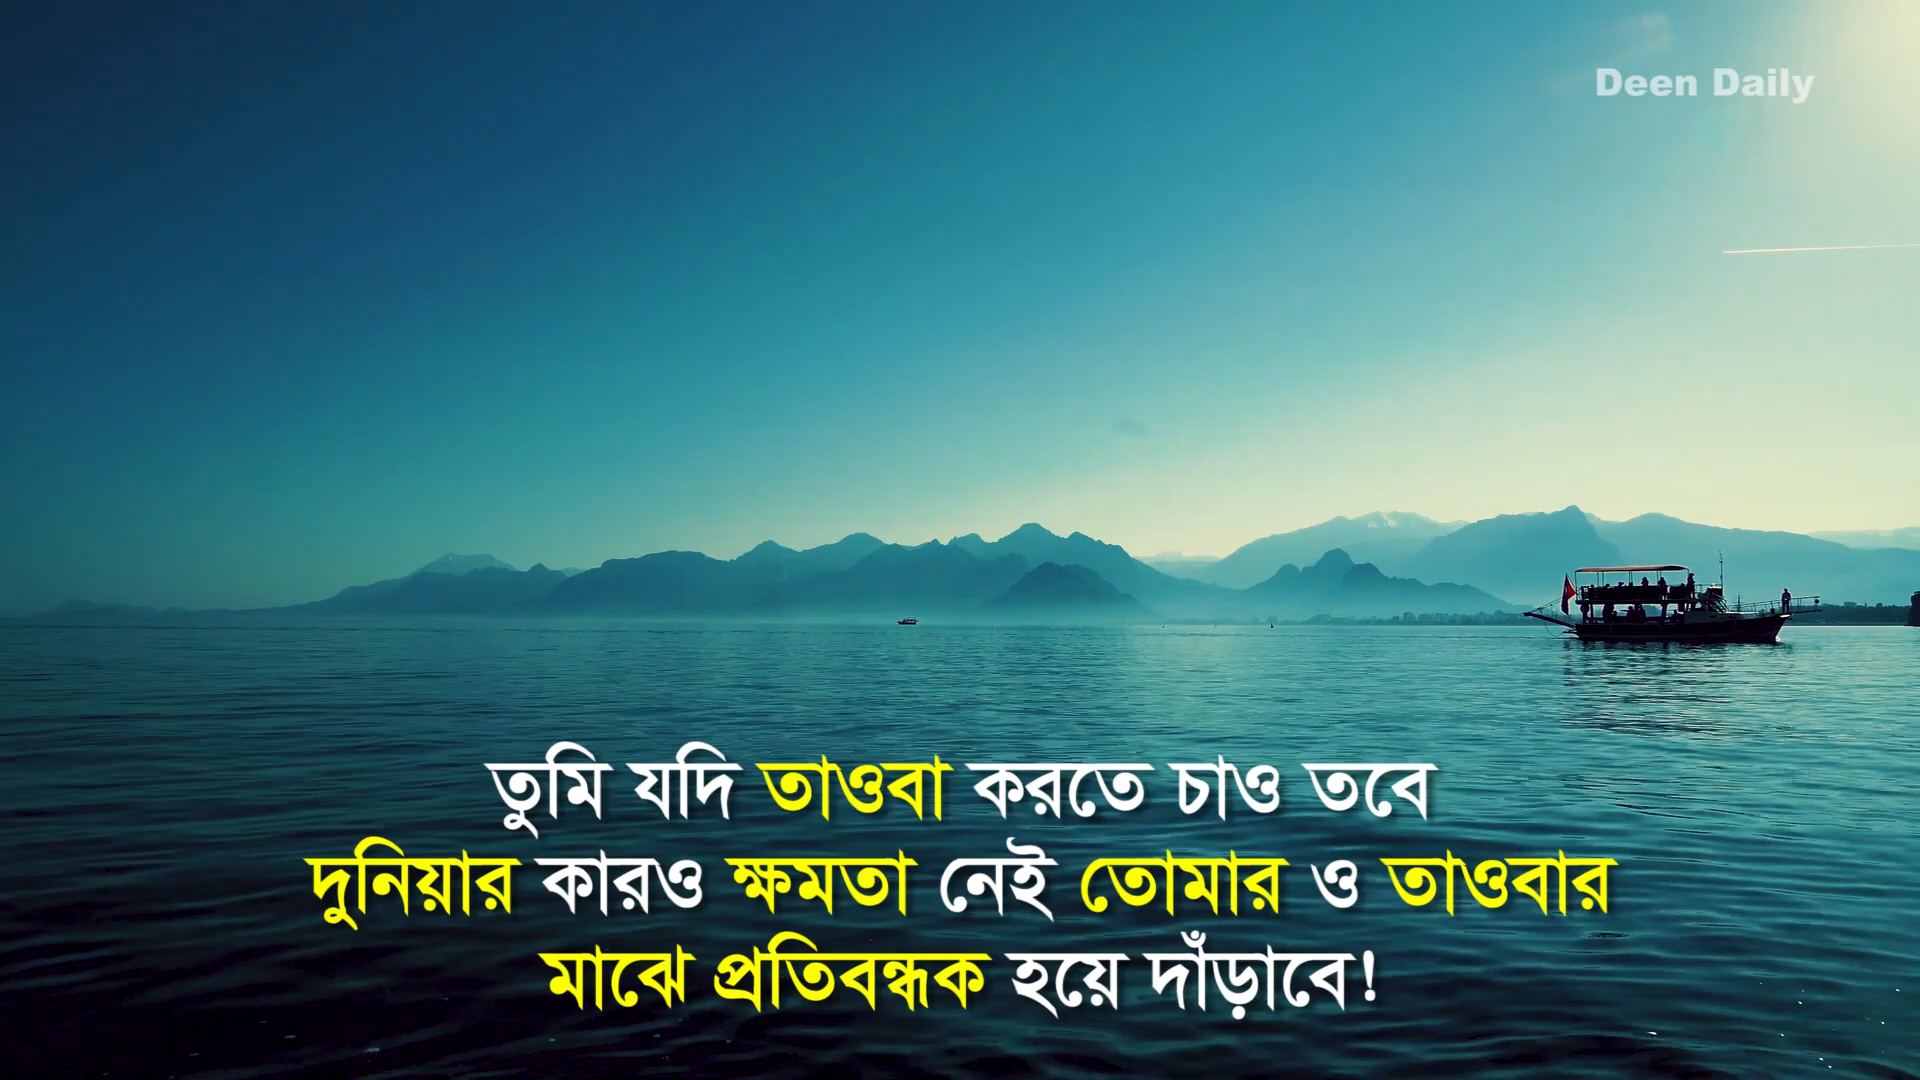 Deen Daily
তুমি যদি তাওবা করতে চাও তবে
দুনিয়ার কারও ক্ষমতা নেই তোমার ও তাওবার
মাঝে প্রতিবন্ধক হয়ে দাঁড়াবে!